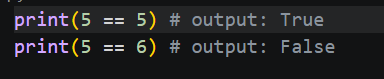 print(5 == 5) # output: True
print(5 == 6) # output: False